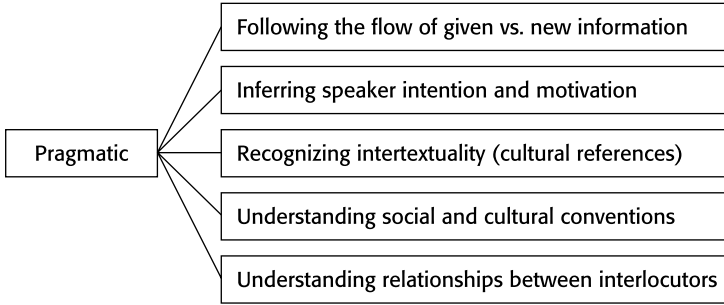 Pragmatic
Following the flow of given vs. new information
Inferring speaker intention and motivation
Recognizing intertextuality (cultural references)
Understanding social and cultural conventions
Understanding relationships between interlocutors